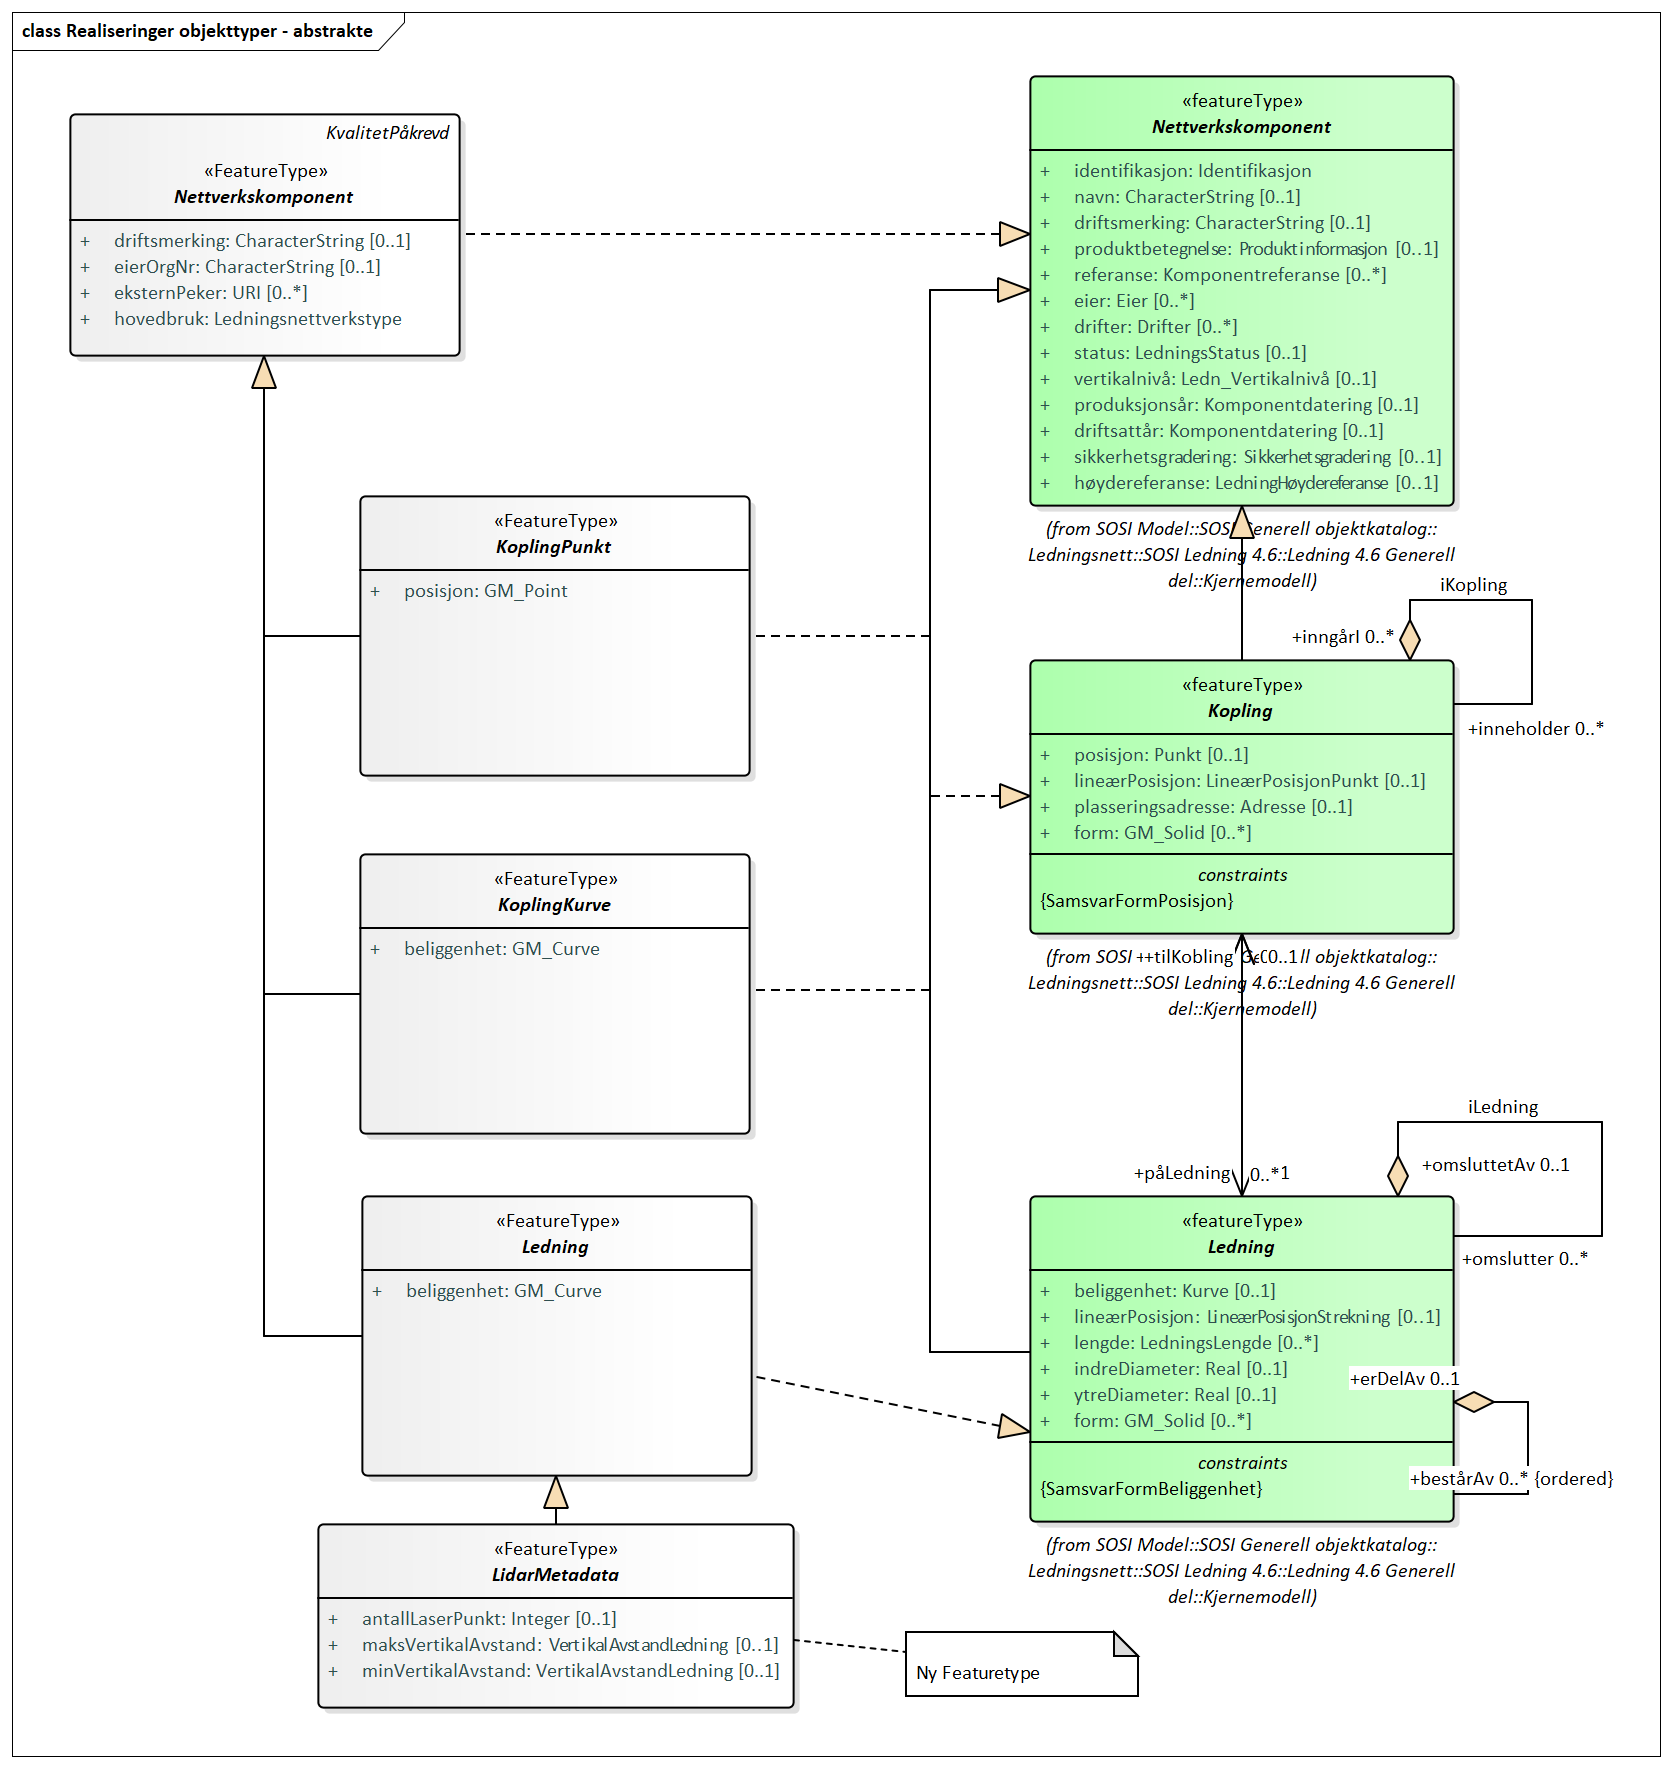 class Realiseringer objekttyper - abstrakte
KvalitetPåkrevd
«FeatureType»
Nettverkskomponent
+ driftsmerking: CharacterString [0..1]
+ eierOrgNr: CharacterString [0..1]
+ eksternPeker: URI [0..*]
+ hovedbruk: Ledningsnettverkstype
«featureType»
Nettverkskomponent
+ identifikasjon: Identifikasjon
+ navn: CharacterString [0..1]
+ driftsmerking: CharacterString [0..1]
+ produktbetegnelse: Produktinformasjon [0..1]
+ referanse: Komponentreferanse [0..*]
+ eier: Eier [0..*]
+ drifter: Drifter [0..*]
+ status: LedningsStatus [0..1]
+ vertikalnivå: Ledn_Vertikalnivå [0..1]
+ produksjonsår: Komponentdatering [0..1]
+ driftsattår: Komponentdatering [0..1]
+ sikkerhetsgradering: Sikkerhetsgradering [0..1]
+ høydereferanse: LedningHøydereferanse [0..1]
(from SOSI Model::SOSI Generell objektkatalog::
Ledningsnett::SOSI Ledning 4.6::Ledning 4.6 Generell
del::Kjernemodell)
«FeatureType»
KoplingPunkt
+ posisjon: GM_Point
iKopling
+inngårI 0..*
+inneholder 0..*
«featureType»
Kopling
+ posisjon: Punkt [0..1]
+ lineærPosisjon: LineærPosisjonPunkt [0..1]
+ plasseringsadresse: Adresse [0..1]
+ form: GM_Solid [0..*]
constraints
{SamsvarFormPosisjon}
(from SOSI ++tilKobling 0..1 ll objektkatalog::
Ledningsnett::SOSI Ledning 4.6::Ledning 4.6 Generell
del::Kjernemodell)
«FeatureType»
KoplingKurve
+ beliggenhet: GM_Curve
+påLedning 0..*1
iLedning
+omsluttetAv 0..1
+omslutter 0..*
«FeatureType»
Ledning
+ beliggenhet: GM_Curve
«featureType»
Ledning
+ beliggenhet: Kurve [0..1]
+ lineærPosisjon: LineærPosisjonStrekning [0..1]
+ lengde: LedningsLengde [0..*]
+ indreDiameter: Real [0..1]
+ ytreDiameter: Real [0..1]
+ form: GM_Solid [0..*]
+erDelAv 0..1
+beståрAv 0..* {ordered}
constraints
{SamsvarFormBeliggenhet}
(from SOSI Model::SOSI Generell objektkatalog::
Ledningsnett::SOSI Ledning 4.6::Ledning 4.6 Generell
del::Kjernemodell)
«FeatureType»
LidarMetadata
+ antallLaserPunkt: Integer [0..1]
+ maksVertikalAvstand: VertikalAvstandLedning [0..1]
+ minVertikalAvstand: VertikalAvstandLedning [0..1]
Ny Featuretype